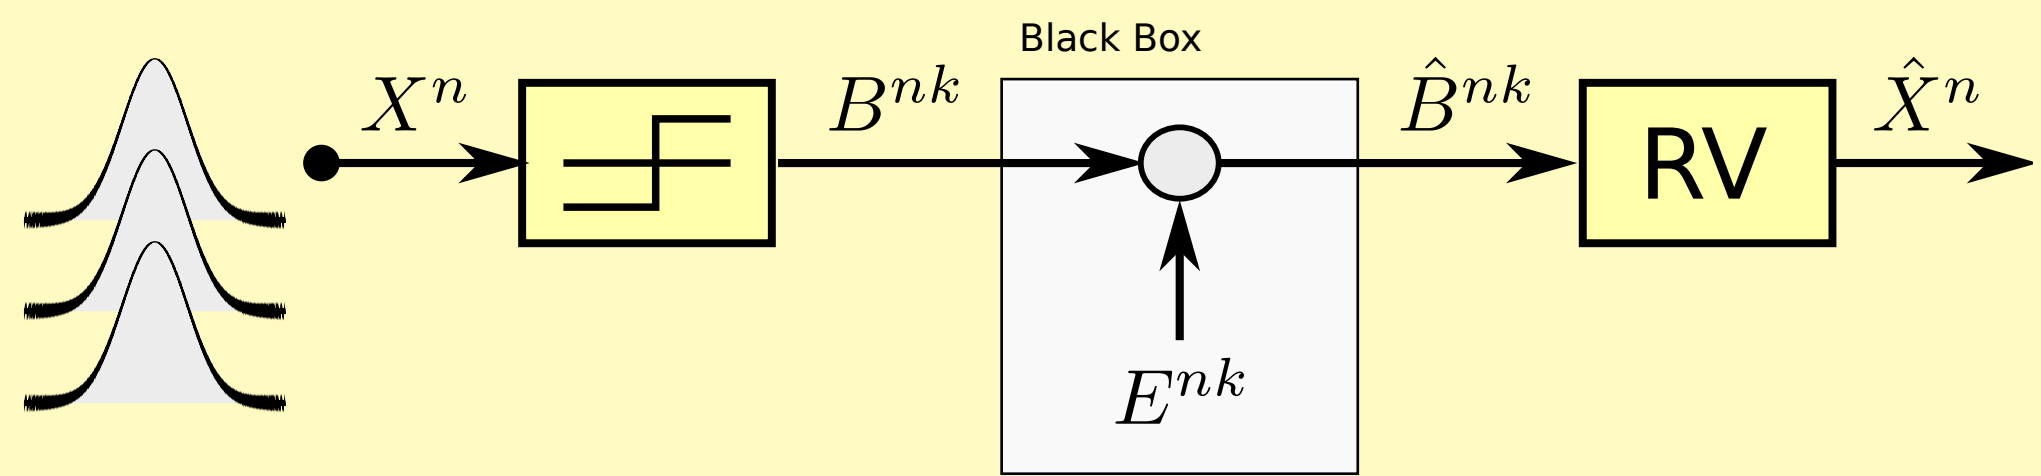 Black Box
Xⁿ
Bⁿᵏ
B̂ⁿᵏ
RV
X̂ⁿ
Eⁿᵏ